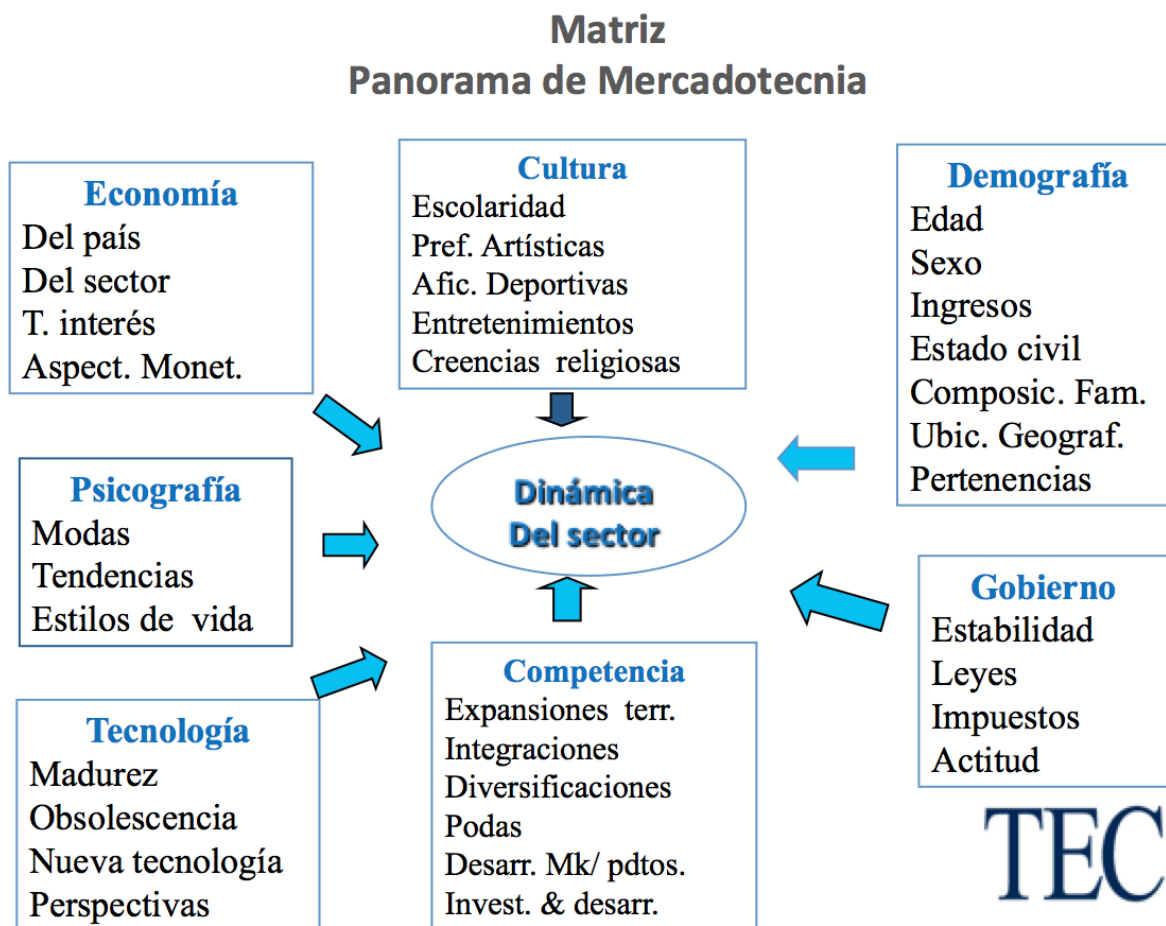 Matriz
Panorama de Mercadotecnia
Economía
Del país
Del sector
T. interés
Aspect. Monet.
Cultura
Escolaridad
Pref. Artísticas
Afic. Deportivas
Entretenimientos
Creencias religiosas
Demografía
Edad
Sexo
Ingresos
Estado civil
Composic. Fam.
Ubic. Geograf.
Pertenencias
Psicografía
Modas
Tendencias
Estilos de vida
Dinámica
Del sector
Gobierno
Estabilidad
Leyes
Impuestos
Actitud
Tecnología
Madurez
Obsolescencia
Nueva tecnología
Perspectivas
Competencia
Expansiones terr.
Integraciones
Diversificaciones
Podas
Desarr. Mk/ pdtos.
Invest. & desarr.
TEC